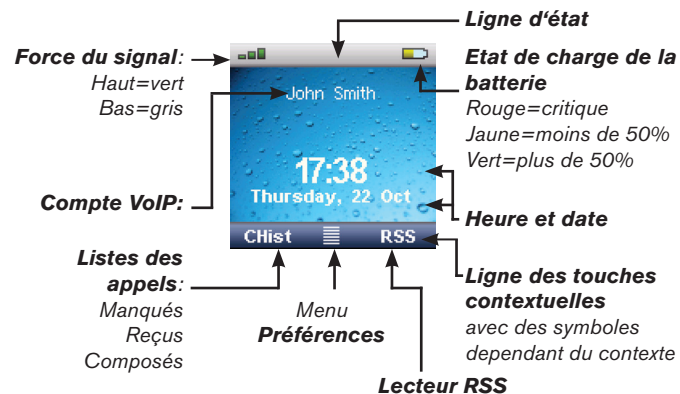 Ligne d‘état
Force du signal:
Haut=vert
Bas=gris
Etat de charge de la
batterie
Rouge=critique
Jaune=moins de 50%
Vert=plus de 50%
John Smith
17:38
Thursday, 22 Oct
Compte VoIP:
Heure et date
CHist
RSS
Listes des
appels:
Manqués
Reçus
Composés
Menu
Préférences
Ligne des touches
contextuelles
avec des symboles
dependant du contexte
Lecteur RSS